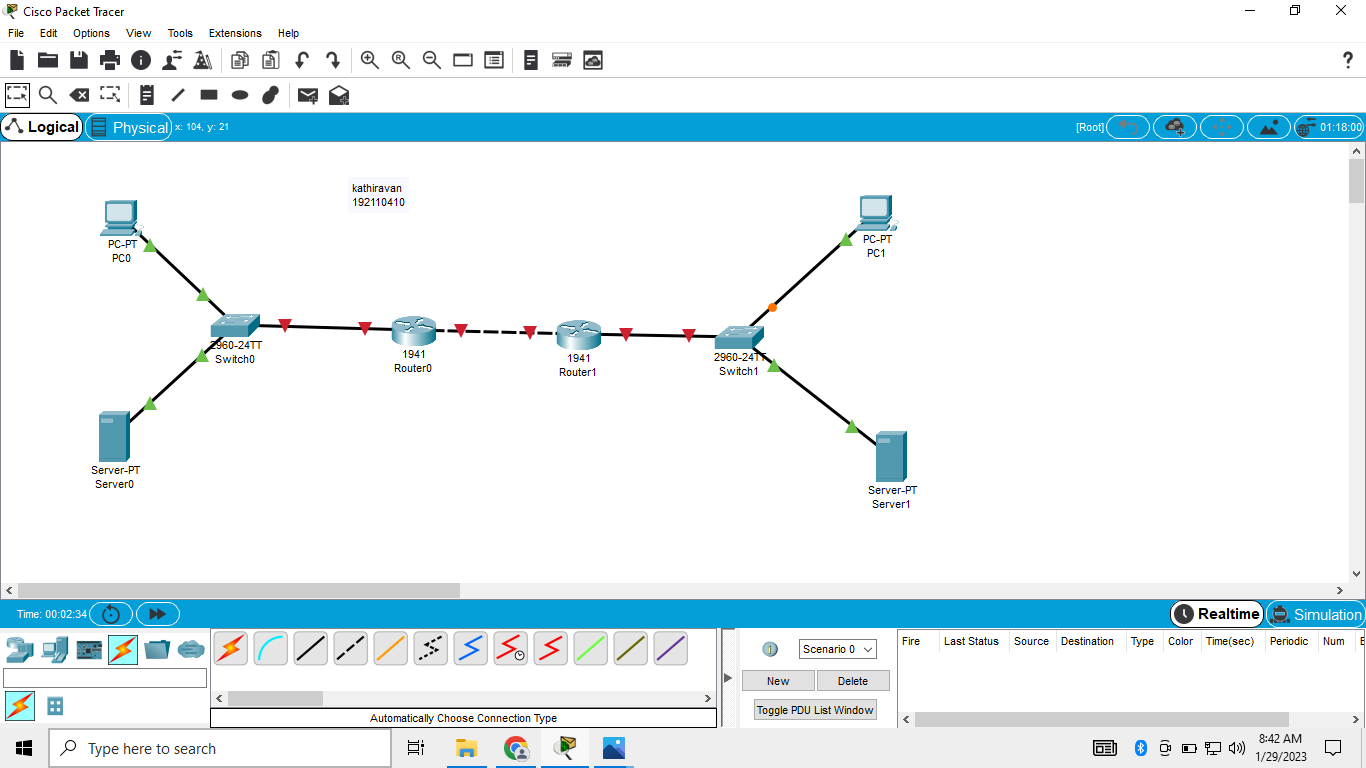 Cisco Packet Tracer
File Edit Options View Tools Extensions Help
Logical Physical x: 104, y: 21 [Root] 01:18:00
kathiravan
192110410
PC-PT
PC0
PC-PT
PC1
2960-24TT
Switch0
1941
Router0
1941
Router1
2960-24TT
Switch1
Server-PT
Server0
Server-PT
Server1
Time: 00:02:34 Realtime Simulation
Scenario 0
Fire Last Status Source Destination Type Color Time(sec) Periodic Num E
New Delete
Toggle PDU List Window
Automatically Choose Connection Type
Type here to search
8:42 AM
1/29/2023